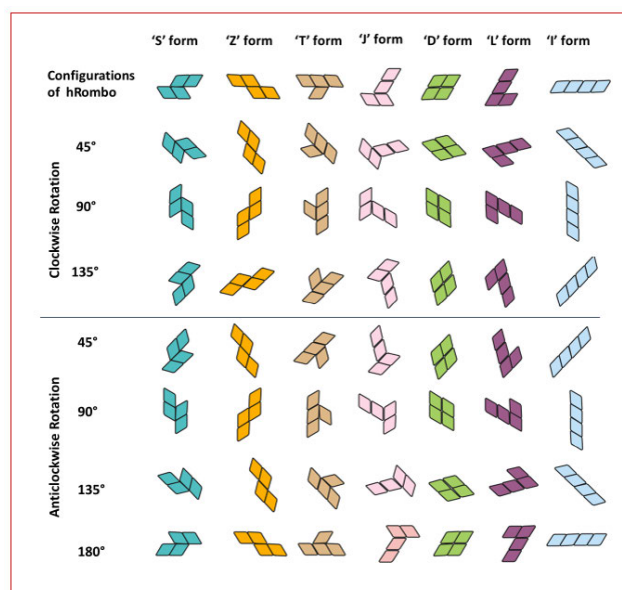 ‘S’ form ‘Z’ form ‘T’ form ‘J’ form ‘D’ form ‘L’ form ‘I’ form
Configurations
of hRombo
Clockwise Rotation
45°
90°
135°
Anticlockwise Rotation
45°
90°
135°
180°